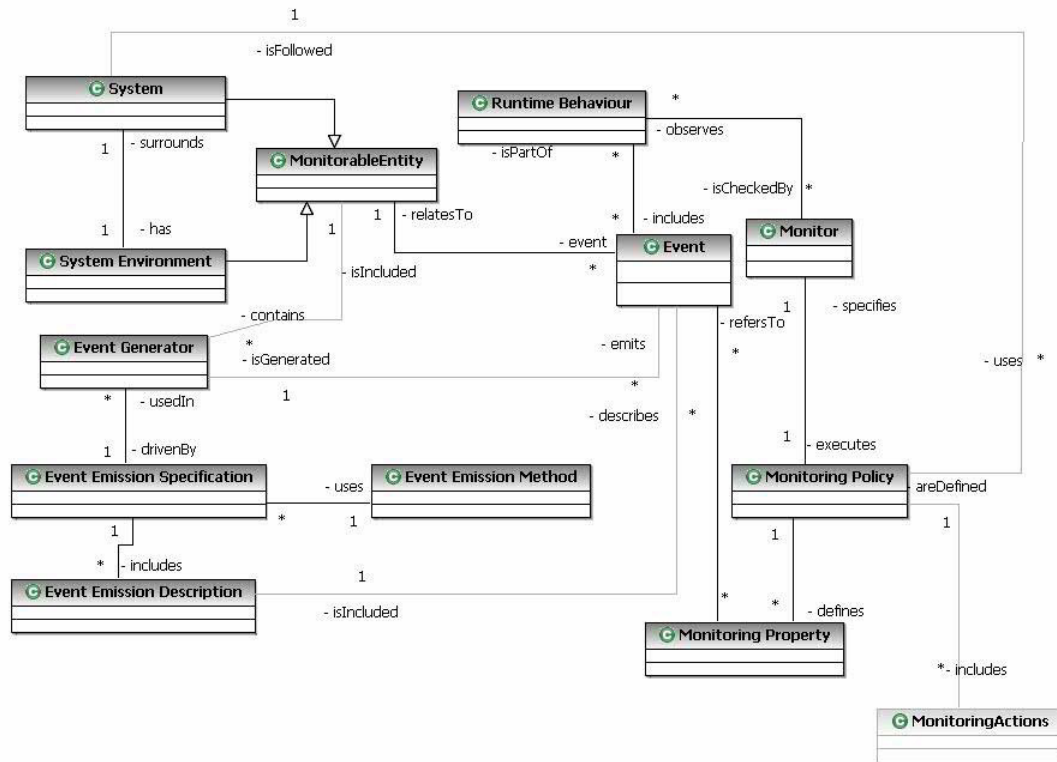 1
- isFollowed
C System
C Runtime Behaviour
*
- observes
1
- surrounds
- isPartOf
*
C MonitorableEntity
- isCheckedBy
*
1
- relatesTo
1
- has
1
*
- includes
C Monitor
- event
C Event
C System Environment
- isIncluded
*
1
- specifies
- contains
- refersTo
C Event Generator
*
- emits
*
- isGenerated
- uses
*
*
- usedIn
1
*
- describes
*
1
- drivenBy
1
- executes
C Event Emission Specification
C Event Emission Method
C Monitoring Policy
- uses
- areDefined
1
*
1
1
1
*
- includes
C Event Emission Description
1
- isIncluded
*
*
- defines
C Monitoring Property
*
- includes
C MonitoringActions